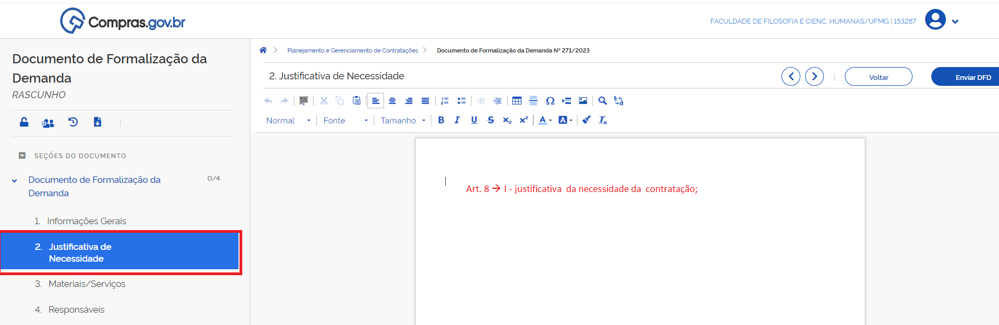 Compras.gov.br
FACULDADE DE FILOSOFIA E CIENC. HUMANAS/UFMG | 153287
Documento de Formalização da
Demanda
RASCUNHO
SEÇÕES DO DOCUMENTO
Documento de Formalização da
Demanda
0/4
1. Informações Gerais
2. Justificativa de
Necessidade
3. Materiais/Serviços
4. Responsáveis
Planejamento e Gerenciamento de Contratações
Documento de Formalização da Demanda Nº 271/2023
2. Justificativa de Necessidade
Voltar
Enviar DFD
Normal Fonte Tamanho B I U S x₂ x² A A Tx
Art. 8 → I - justificativa da necessidade da contratação;